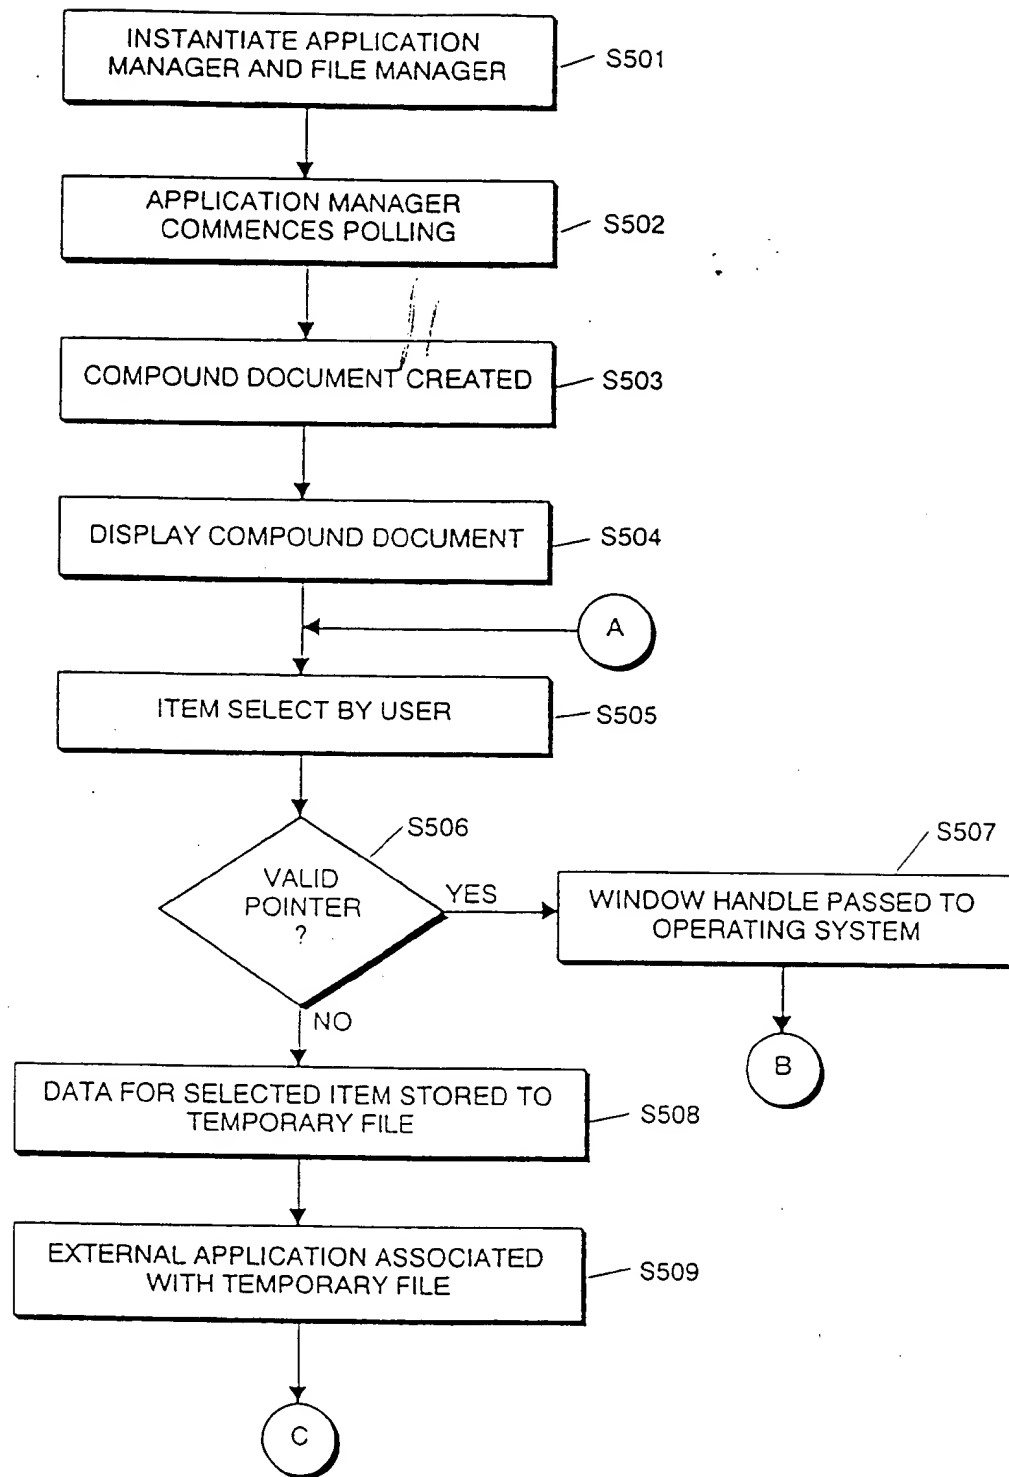 INSTANTIATE APPLICATION
MANAGER AND FILE MANAGER
S501
APPLICATION MANAGER
COMMENCES POLLING
S502
COMPOUND DOCUMENT CREATED
S503
DISPLAY COMPOUND DOCUMENT
S504
A
ITEM SELECT BY USER
S505
S506
VALID
POINTER
?
YES
NO
S507
WINDOW HANDLE PASSED TO
OPERATING SYSTEM
B
DATA FOR SELECTED ITEM STORED TO
TEMPORARY FILE
S508
EXTERNAL APPLICATION ASSOCIATED
WITH TEMPORARY FILE
S509
C